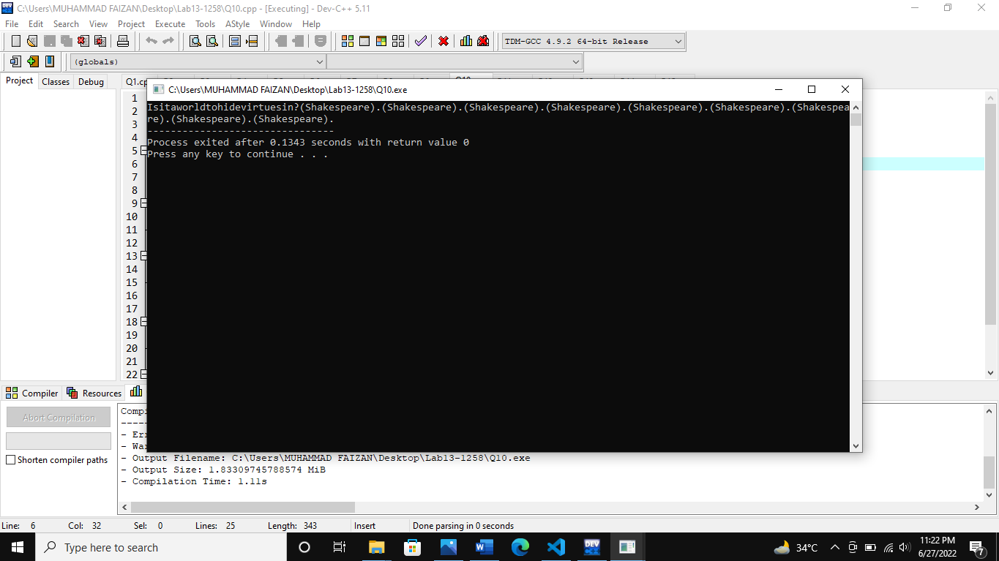 C:\Users\MUHAMMAD FAIZAN\Desktop\Lab13-1258\Q10.cpp - [Executing] - Dev-C++ 5.11
File Edit Search View Project Execute Tools AStyle Window Help
TDM-GCC 4.9.2 64-bit Release
(globals)
Project Classes Debug Q1.cp
C:\Users\MUHAMMAD FAIZAN\Desktop\Lab13-1258\Q10.exe
Isitaworldtohidevirtuesin?(Shakespeare).(Shakespeare).(Shakespeare).(Shakespeare).(Shakespeare).(Shakespeare).(Shakespea
re).(Shakespeare).(Shakespeare).
--------------------------------
Process exited after 0.1343 seconds with return value 0
Press any key to continue . . .
1
2
3
4
5
6
7
8
9
10
11
12
13
14
15
16
17
18
19
20
21
22
Compiler Resources
Abort Compilation
Shorten compiler paths
- Output Filename: C:\Users\MUHAMMAD FAIZAN\Desktop\Lab13-1258\Q10.exe
- Output Size: 1.83309745788574 MiB
- Compilation Time: 1.11s
Line: 6 Col: 32 Sel: 0 Lines: 25 Length: 343 Insert Done parsing in 0 seconds
Type here to search
DEV
34°C
11:22 PM
6/27/2022
7